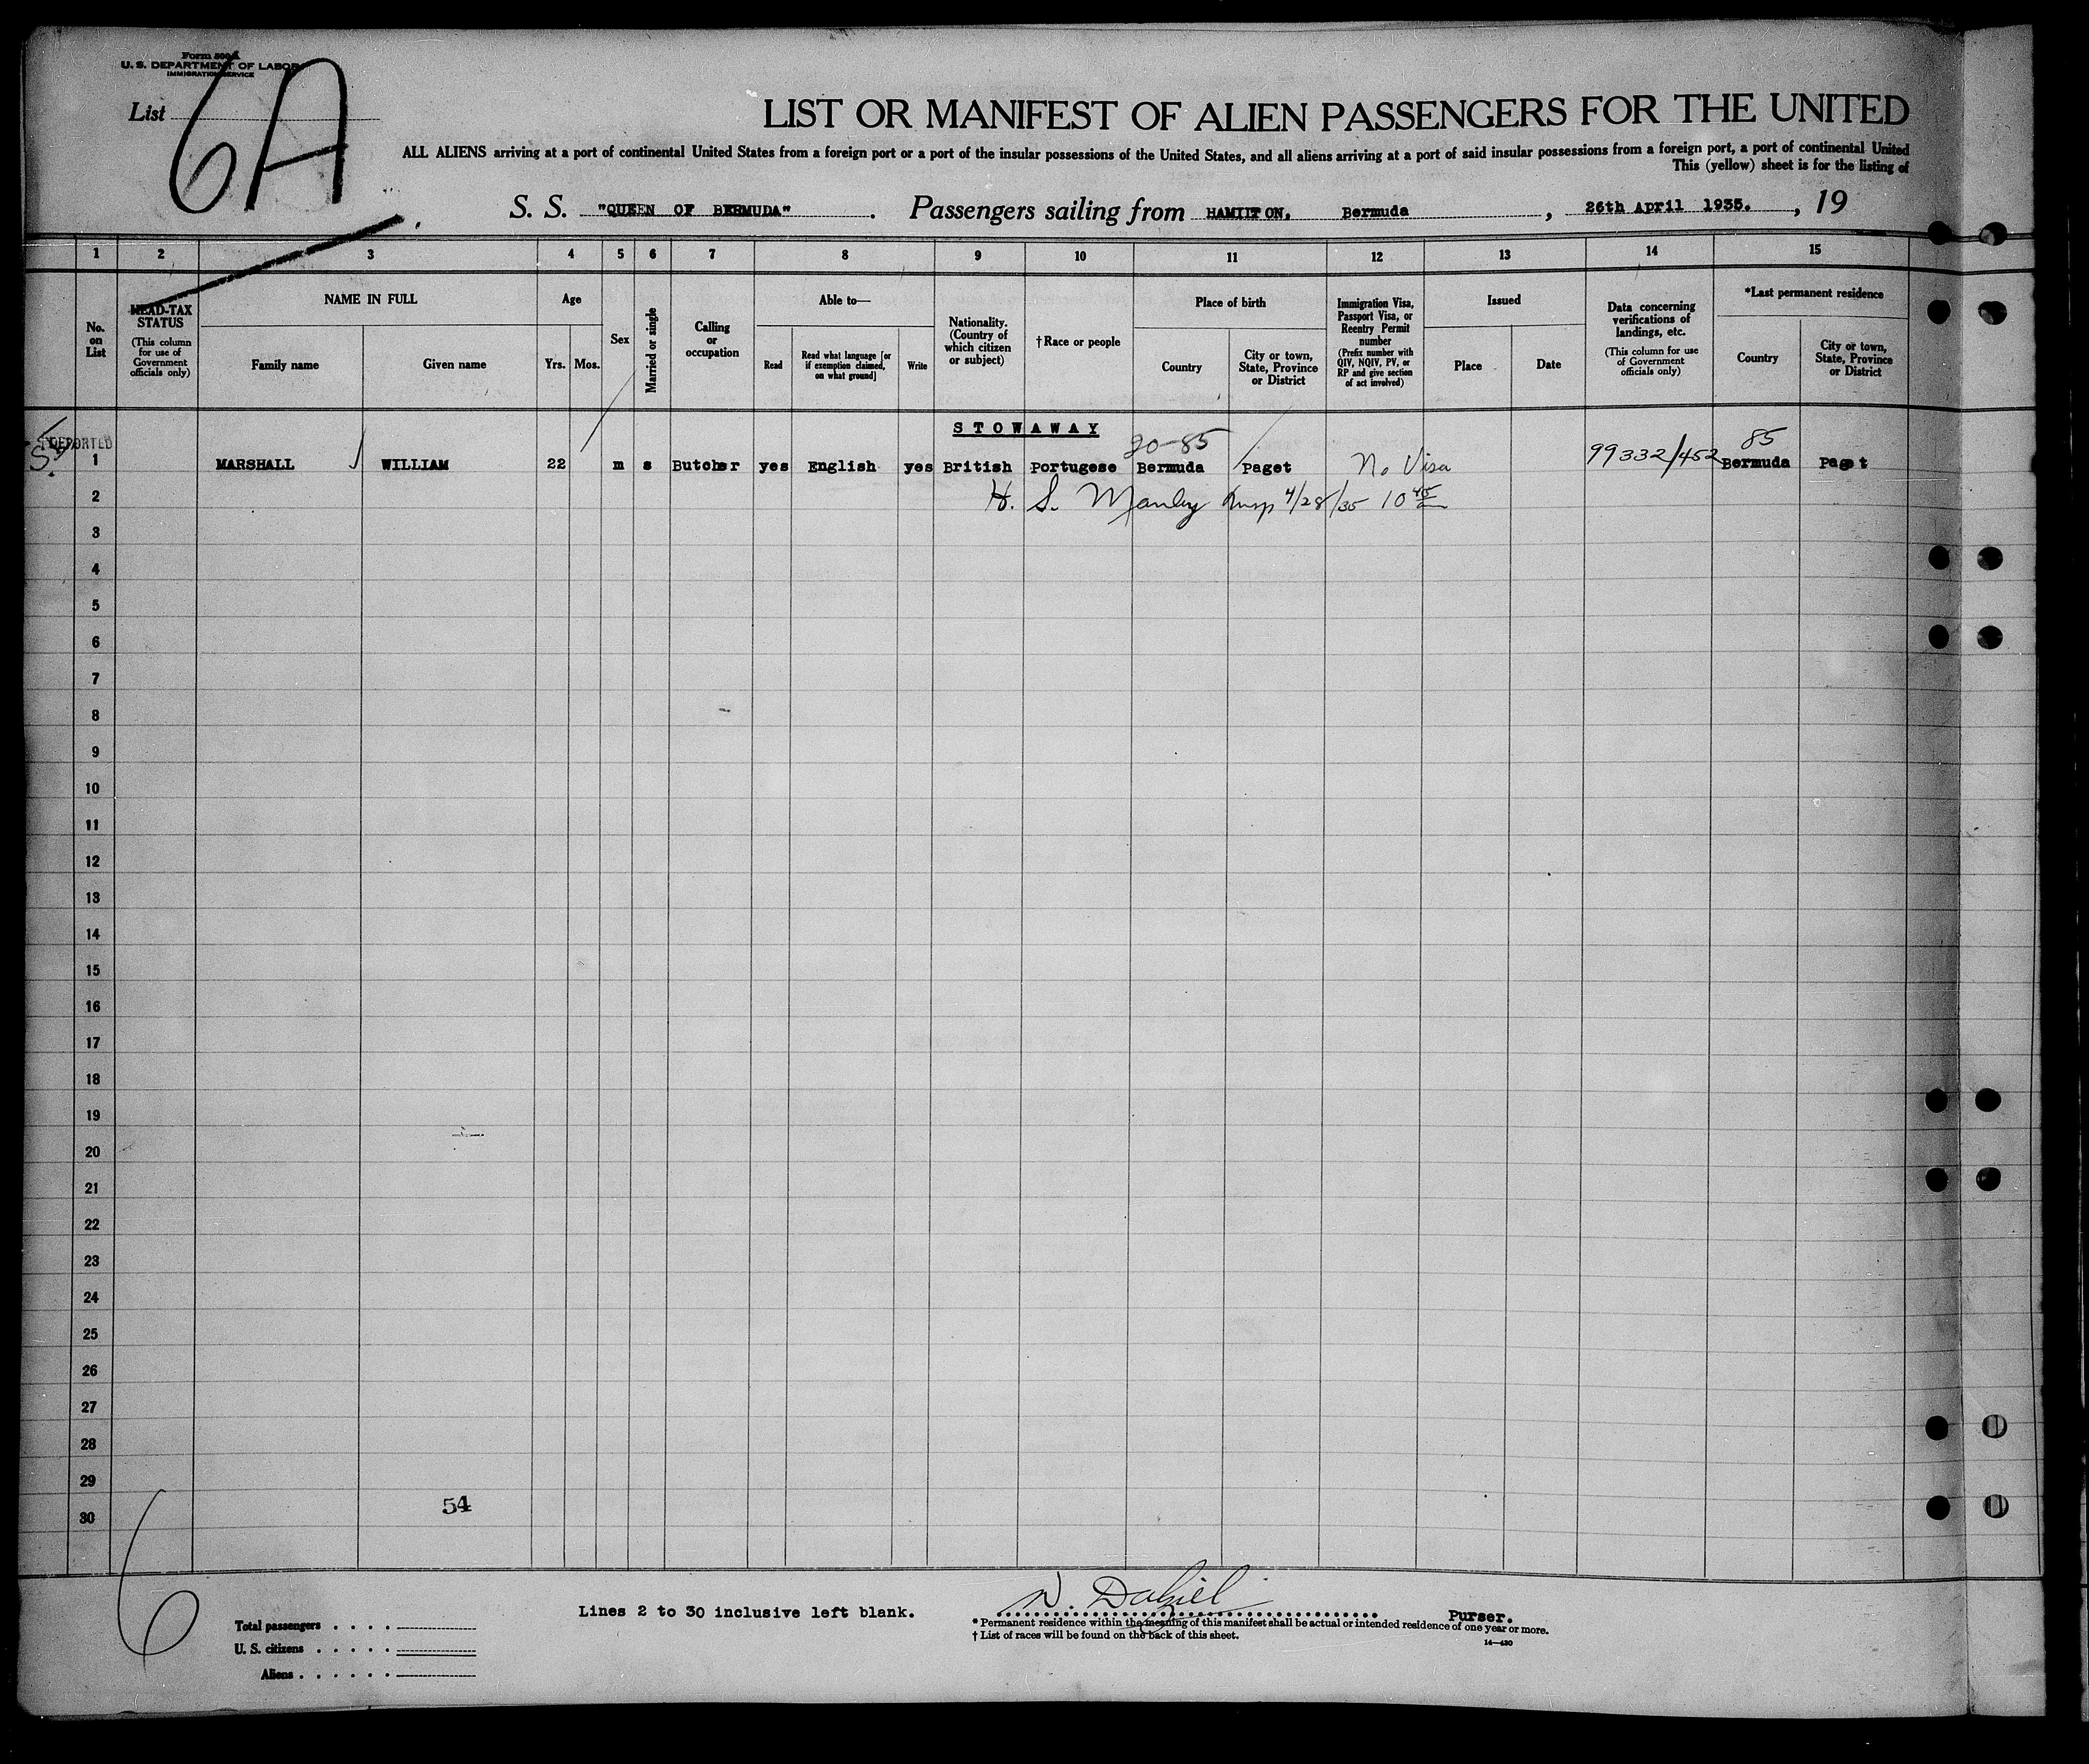 Form 500A
U. S. DEPARTMENT OF LABOR
IMMIGRATION SERVICE
List 6A
LIST OR MANIFEST OF ALIEN PASSENGERS FOR THE UNITED
ALL ALIENS arriving at a port of continental United States from a foreign port or a port of the insular possessions of the United States, and all aliens arriving at a port of said insular possessions from a foreign port, a port of continental United
This (yellow) sheet is for the listing of
S. S. "QUEEN OF BERMUDA". Passengers sailing from HAMILTON. Bermuda, 26th April 1935., 19
1 2 3 4 5 6 7 8 9 10 11 12 13 14 15
No. on List
HEAD-TAX STATUS
(This column for use of Government officials only)
NAME IN FULL
Family name
Given name
Age
Yrs. Mos.
Sex
Married or single
Calling or occupation
Able to—
Read
Read what language [or if exemption claimed, on what ground]
Write
Nationality. (Country of which citizen or subject)
†Race or people
Place of birth
Country
City or town, State, Province or District
Immigration Visa, Passport Visa, or Reentry Permit number
(Prefix number with QIV, NQIV, PV, or RP and give section of act involved)
Issued
Place
Date
Data concerning verifications of landings, etc.
(This column for use of Government officials only)
*Last permanent residence
Country
City or town, State, Province or District
STOWAWAY
DEPORTED
20-85
85
1 MARSHALL WILLIAM 22 m s Butcher yes English yes British Portugese Bermuda Paget No Visa 99332/452 Bermuda Paget
2 H. S. Manley Insp 4/28/35 10 45
3
4
5
6
7
8
9
10
11
12
13
14
15
16
17
18
19
20
21
22
23
24
25
26
27
28
29
54
30
6
N. Dalziel
Lines 2 to 30 inclusive left blank.
Purser.
Total passengers
U. S. citizens
Aliens
* Permanent residence within the meaning of this manifest shall be actual or intended residence of one year or more.
† List of races will be found on the back of this sheet.
14—430